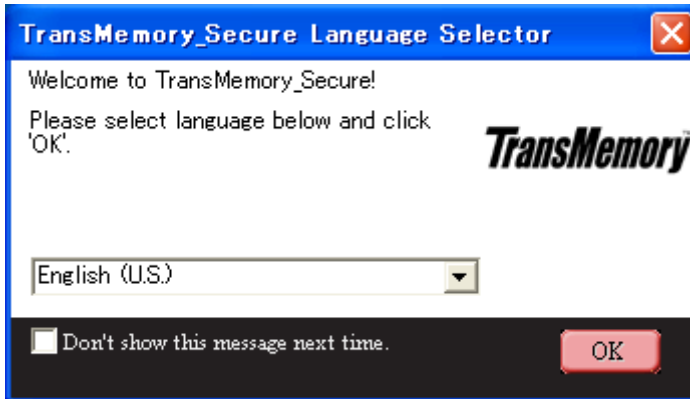 TransMemory_Secure Language Selector
Welcome to TransMemory_Secure!
Please select language below and click
'OK'.
TransMemory
English (U.S.)
Don't show this message next time.
OK